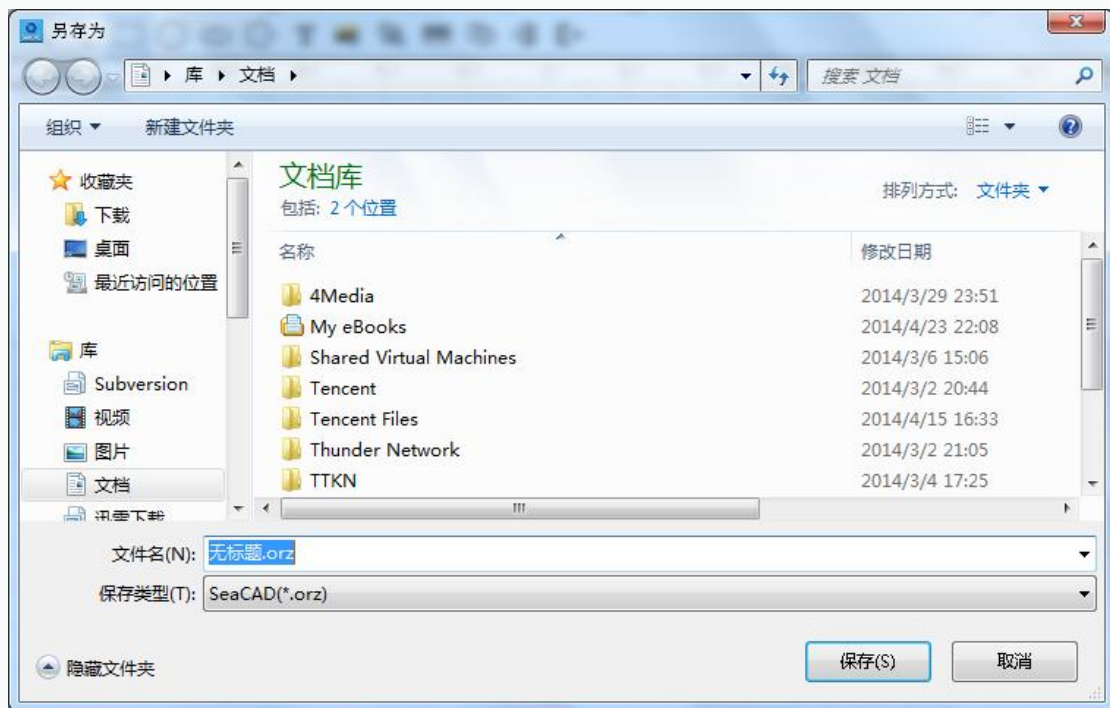 另存为
库 文档
搜索 文档
组织 新建文件夹
收藏夹
下载
桌面
最近访问的位置
库
Subversion
视频
图片
文档
迅雷下载
文档库
包括: 2 个位置
排列方式: 文件夹
名称 修改日期
4Media 2014/3/29 23:51
My eBooks 2014/4/23 22:08
Shared Virtual Machines 2014/3/6 15:06
Tencent 2014/3/2 20:44
Tencent Files 2014/4/15 16:33
Thunder Network 2014/3/2 21:05
TTKN 2014/3/4 17:25
文件名(N): 无标题.orz
保存类型(T): SeaCAD(*.orz)
隐藏文件夹 保存(S) 取消